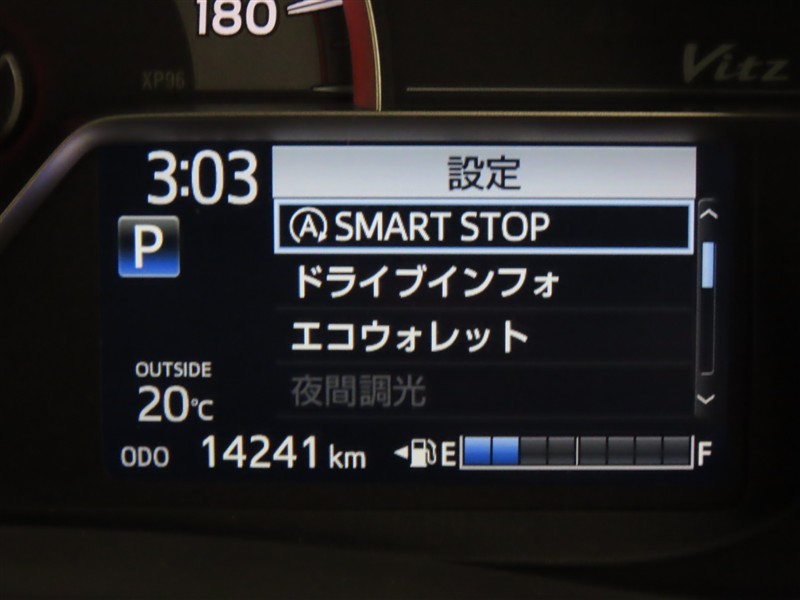 180
XP96
Vitz
3:03
設定
P
SMART STOP
ドライブインフォ
エコウォレット
夜間調光
OUTSIDE
20℃
ODO 14241 km
E F